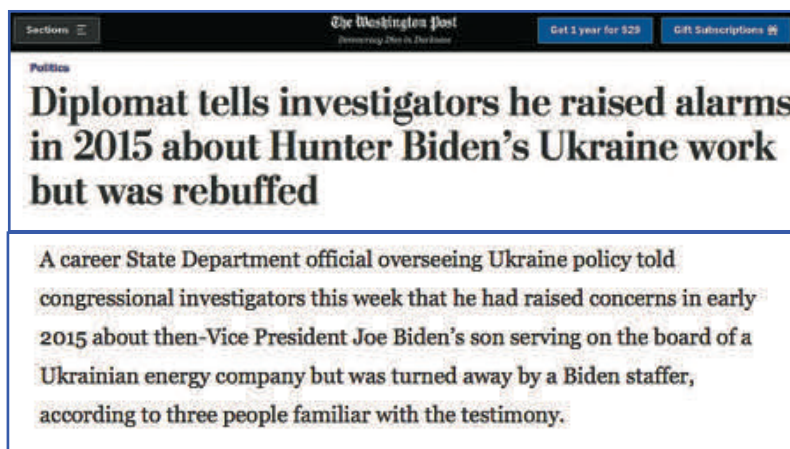 Sections
The Washington Post
Democracy Dies in Darkness
Get 1 year for $29
Gift Subscriptions
Politics
Diplomat tells investigators he raised alarms
in 2015 about Hunter Biden’s Ukraine work
but was rebuffed
A career State Department official overseeing Ukraine policy told
congressional investigators this week that he had raised concerns in early
2015 about then-Vice President Joe Biden’s son serving on the board of a
Ukrainian energy company but was turned away by a Biden staffer,
according to three people familiar with the testimony.